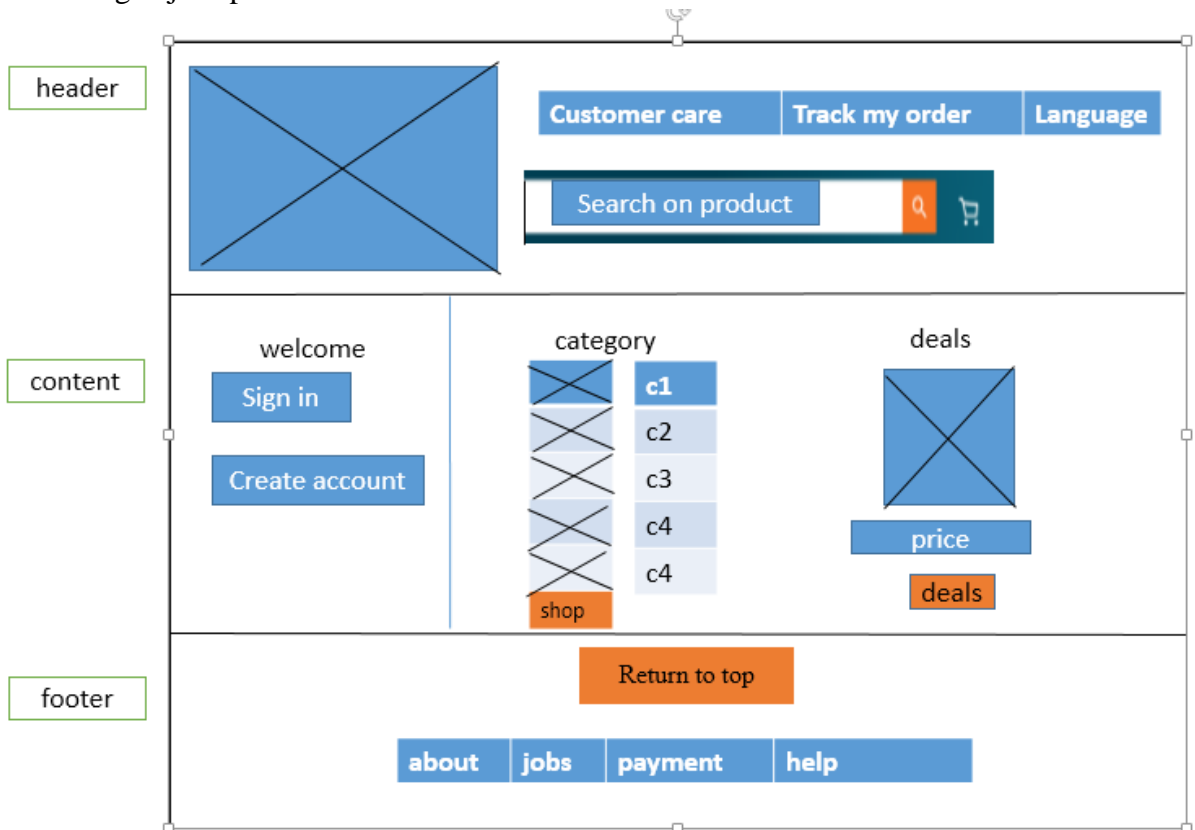 header
Customer care Track my order Language
Search on product
content
welcome
Sign in
Create account
category
c1
c2
c3
c4
c4
shop
deals
price
deals
footer
Return to top
about jobs payment help